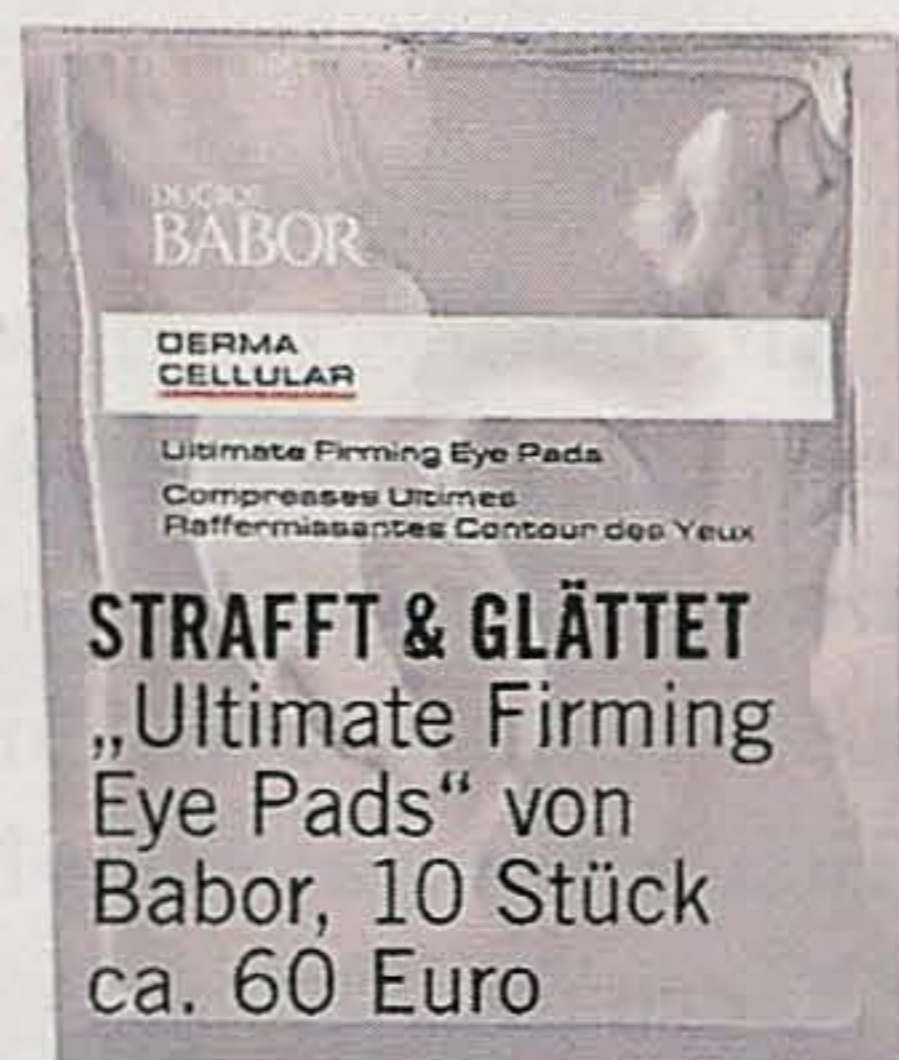 DOCTOR
BABOR
DERMA
CELLULAR
Ultimate Firming Eye Pads
Compresses Ultimes
Raffermissantes Contour des Yeux
STRAFFT & GLÄTTET
„Ultimate Firming
Eye Pads“ von
Babor, 10 Stück
ca. 60 Euro